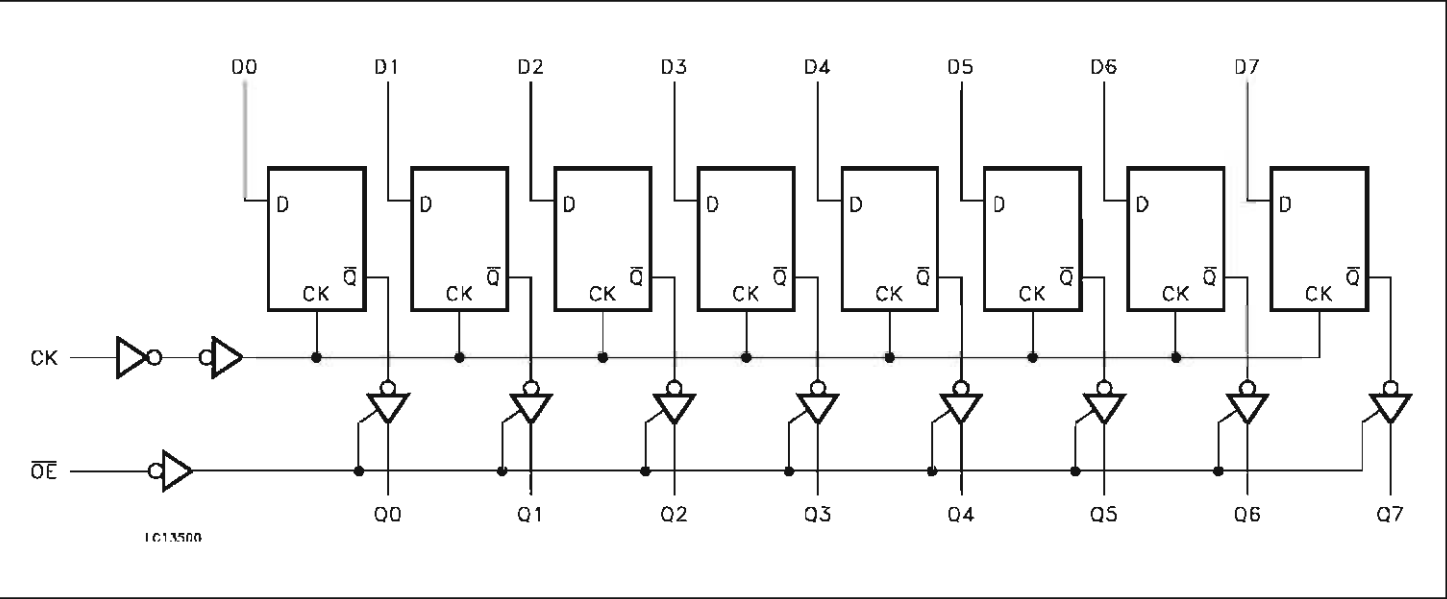 D0 D1 D2 D3 D4 D5 D6 D7
D D D D D D D D
Q̅ Q̅ Q̅ Q̅ Q̅ Q̅ Q̅ Q̅
CK CK CK CK CK CK CK CK
CK
O̅E̅
Q0 Q1 Q2 Q3 Q4 Q5 Q6 Q7
LC13500